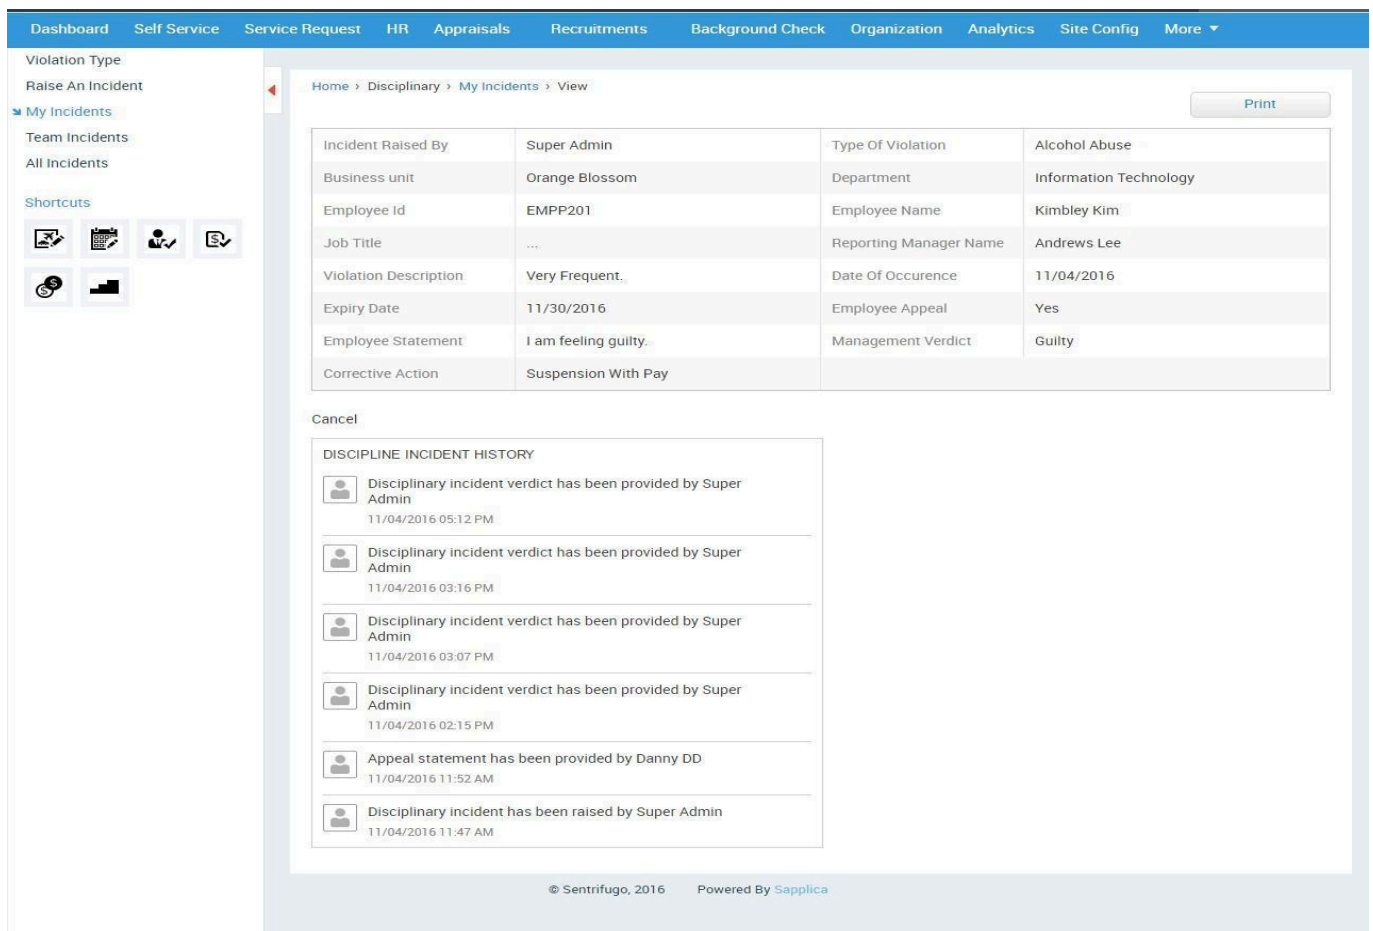 Dashboard Self Service Service Request HR Appraisals Recruitments Background Check Organization Analytics Site Config More
Violation Type
Raise An Incident
My Incidents
Team Incidents
All Incidents
Shortcuts
Home › Disciplinary › My Incidents › View
Print
Incident Raised By Super Admin Type Of Violation Alcohol Abuse
Business unit Orange Blossom Department Information Technology
Employee Id EMPP201 Employee Name Kimbley Kim
Job Title ... Reporting Manager Name Andrews Lee
Violation Description Very Frequent. Date Of Occurence 11/04/2016
Expiry Date 11/30/2016 Employee Appeal Yes
Employee Statement I am feeling guilty. Management Verdict Guilty
Corrective Action Suspension With Pay
Cancel
DISCIPLINE INCIDENT HISTORY
Disciplinary incident verdict has been provided by Super
Admin
11/04/2016 05:12 PM
Disciplinary incident verdict has been provided by Super
Admin
11/04/2016 03:16 PM
Disciplinary incident verdict has been provided by Super
Admin
11/04/2016 03:07 PM
Disciplinary incident verdict has been provided by Super
Admin
11/04/2016 02:15 PM
Appeal statement has been provided by Danny DD
11/04/2016 11:52 AM
Disciplinary incident has been raised by Super Admin
11/04/2016 11:47 AM
© Sentrifugo, 2016 Powered By Sapplica